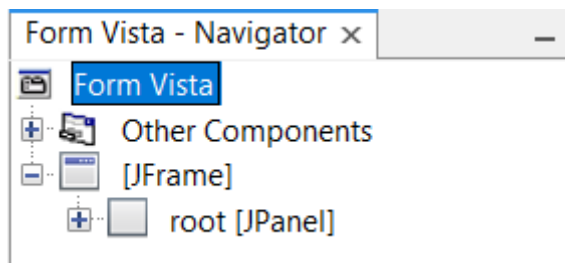 Form Vista - Navigator ×
Form Vista
Other Components
[JFrame]
root [JPanel]